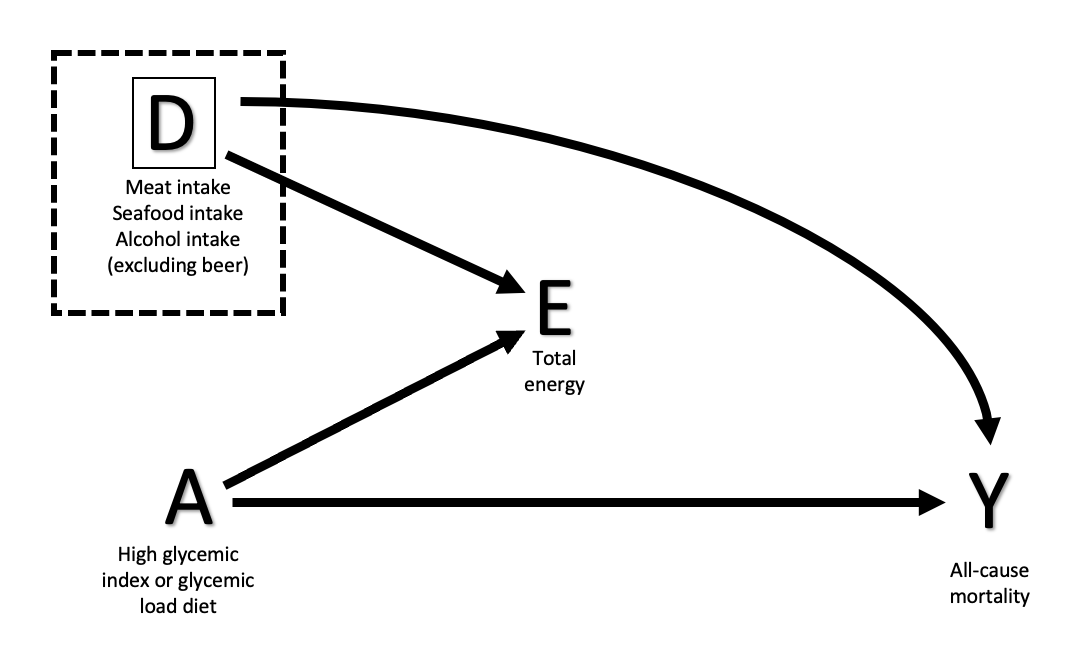 D
Meat intake
Seafood intake
Alcohol intake
(excluding beer)
E
Total
energy
A
High glycemic
index or glycemic
load diet
Y
All-cause
mortality